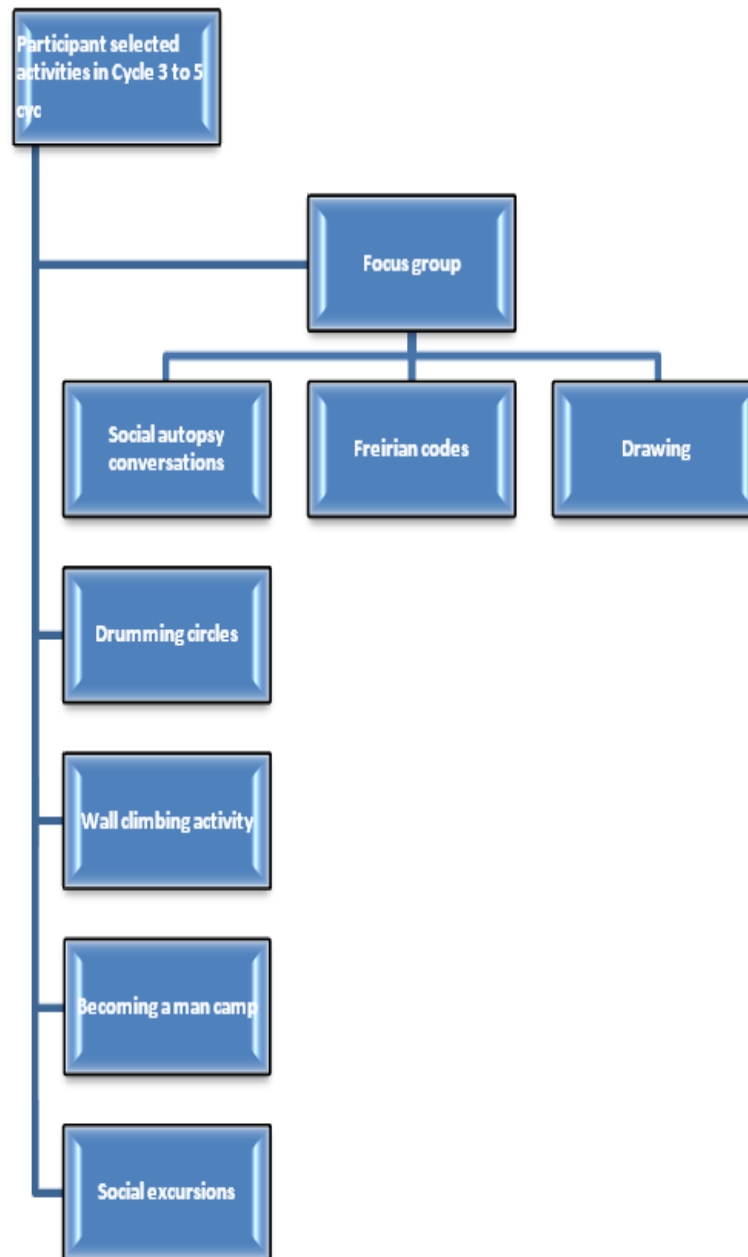 Participant selected
activities in Cycle 3 to 5
cyc
Focus group
Social autopsy
conversations
Freirian codes
Drawing
Drumming circles
Wall climbing activity
Becoming a man camp
Social excursions